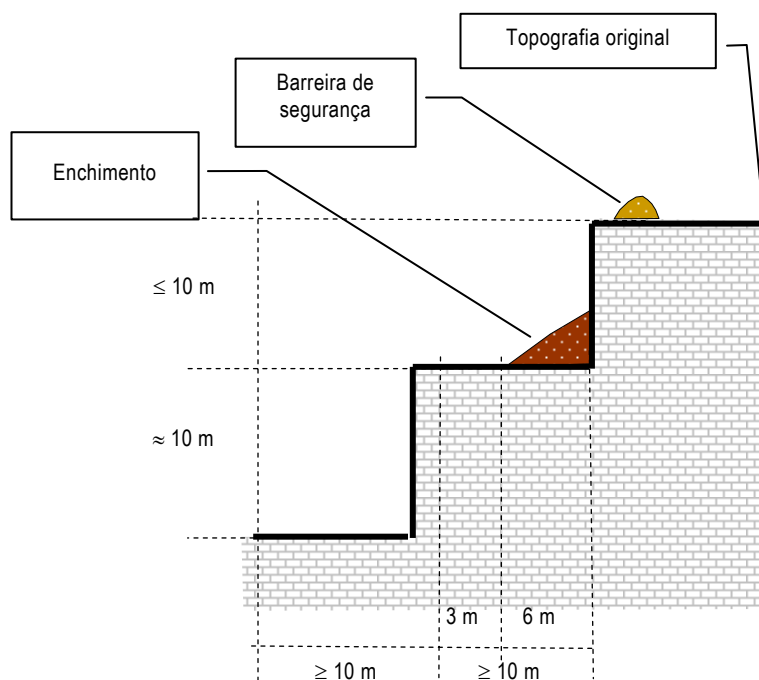 Topografia original
Barreira de
segurança
Enchimento
≤ 10 m
≈ 10 m
3 m 6 m
≥ 10 m ≥ 10 m